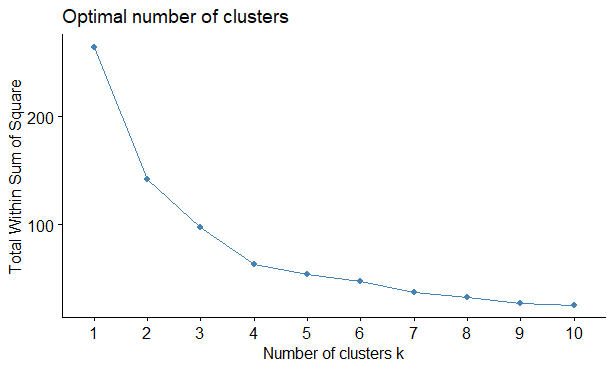 Optimal number of clusters
Total Within Sum of Square
200
100
1 2 3 4 5 6 7 8 9 10
Number of clusters k